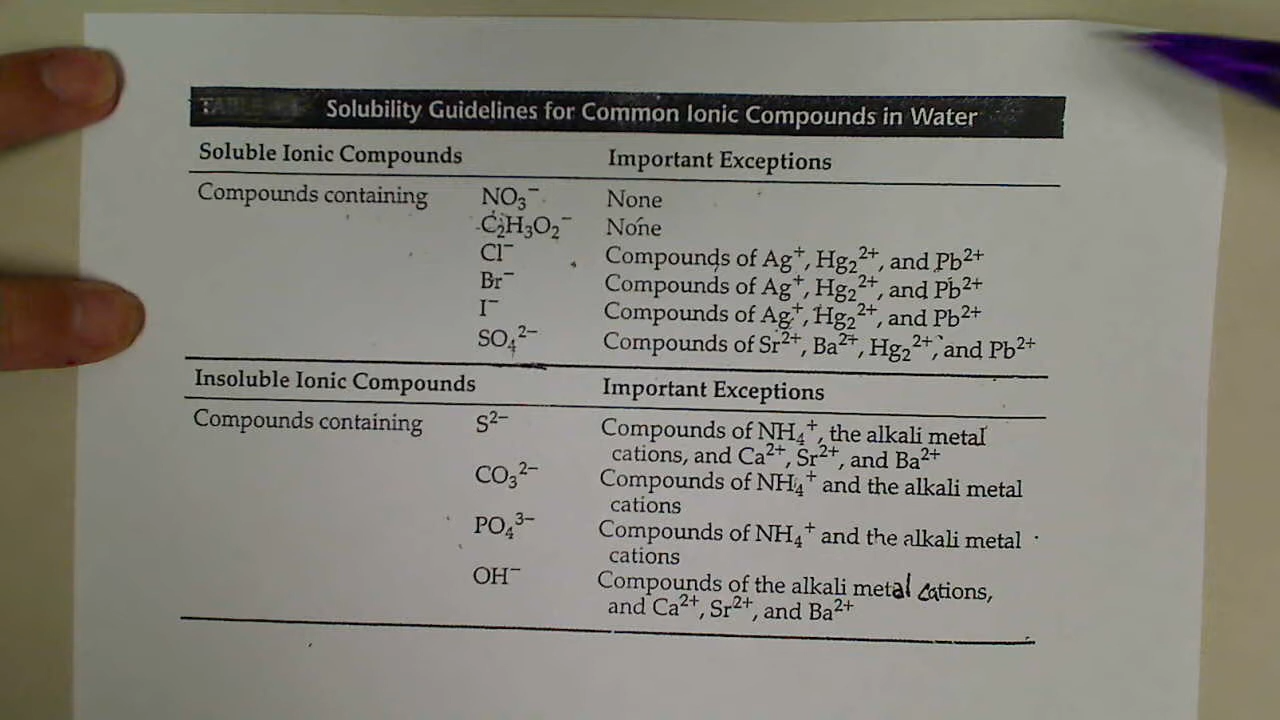 TABLE Solubility Guidelines for Common Ionic Compounds in Water
Soluble Ionic Compounds Important Exceptions
Compounds containing NO₃⁻ None
C₂H₃O₂⁻ None
Cl⁻ Compounds of Ag⁺, Hg₂²⁺, and Pb²⁺
Br⁻ Compounds of Ag⁺, Hg₂²⁺, and Pb²⁺
I⁻ Compounds of Ag⁺, Hg₂²⁺, and Pb²⁺
SO₄²⁻ Compounds of Sr²⁺, Ba²⁺, Hg₂²⁺, and Pb²⁺
Insoluble Ionic Compounds Important Exceptions
Compounds containing S²⁻ Compounds of NH₄⁺, the alkali metal
cations, and Ca²⁺, Sr²⁺, and Ba²⁺
CO₃²⁻ Compounds of NH₄⁺ and the alkali metal
cations
PO₄³⁻ Compounds of NH₄⁺ and the alkali metal
cations
OH⁻ Compounds of the alkali metal cations,
and Ca²⁺, Sr²⁺, and Ba²⁺